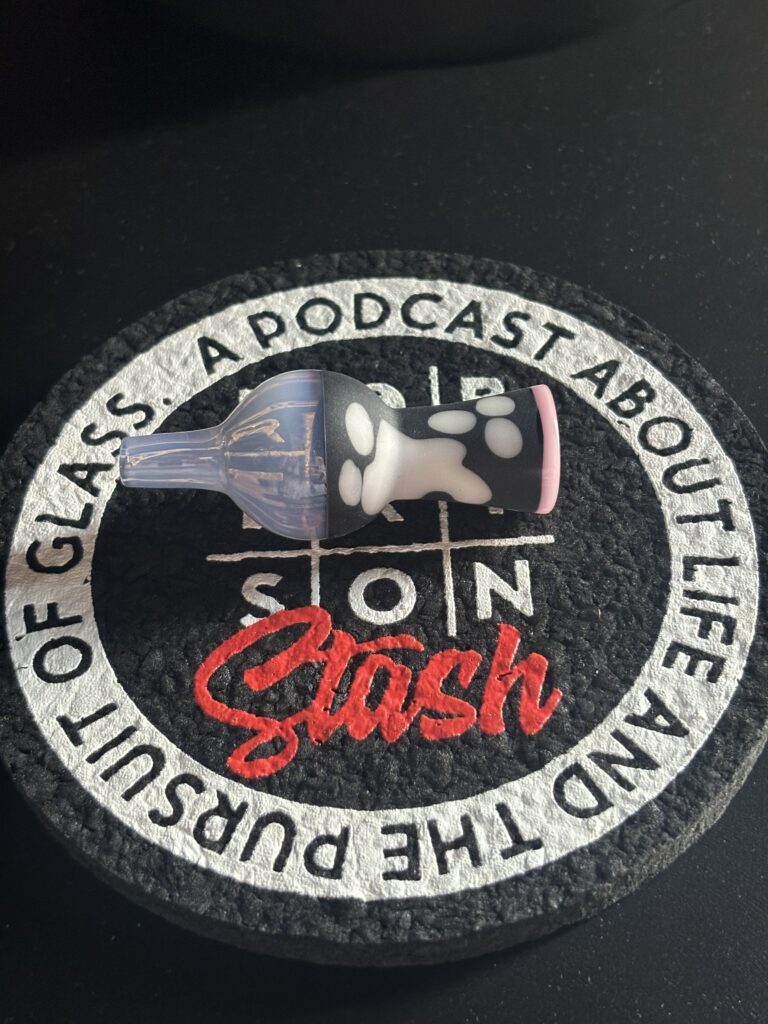 A PODCAST ABOUT LIFE AND THE PURSUIT OF GLASS.
SON
Stash